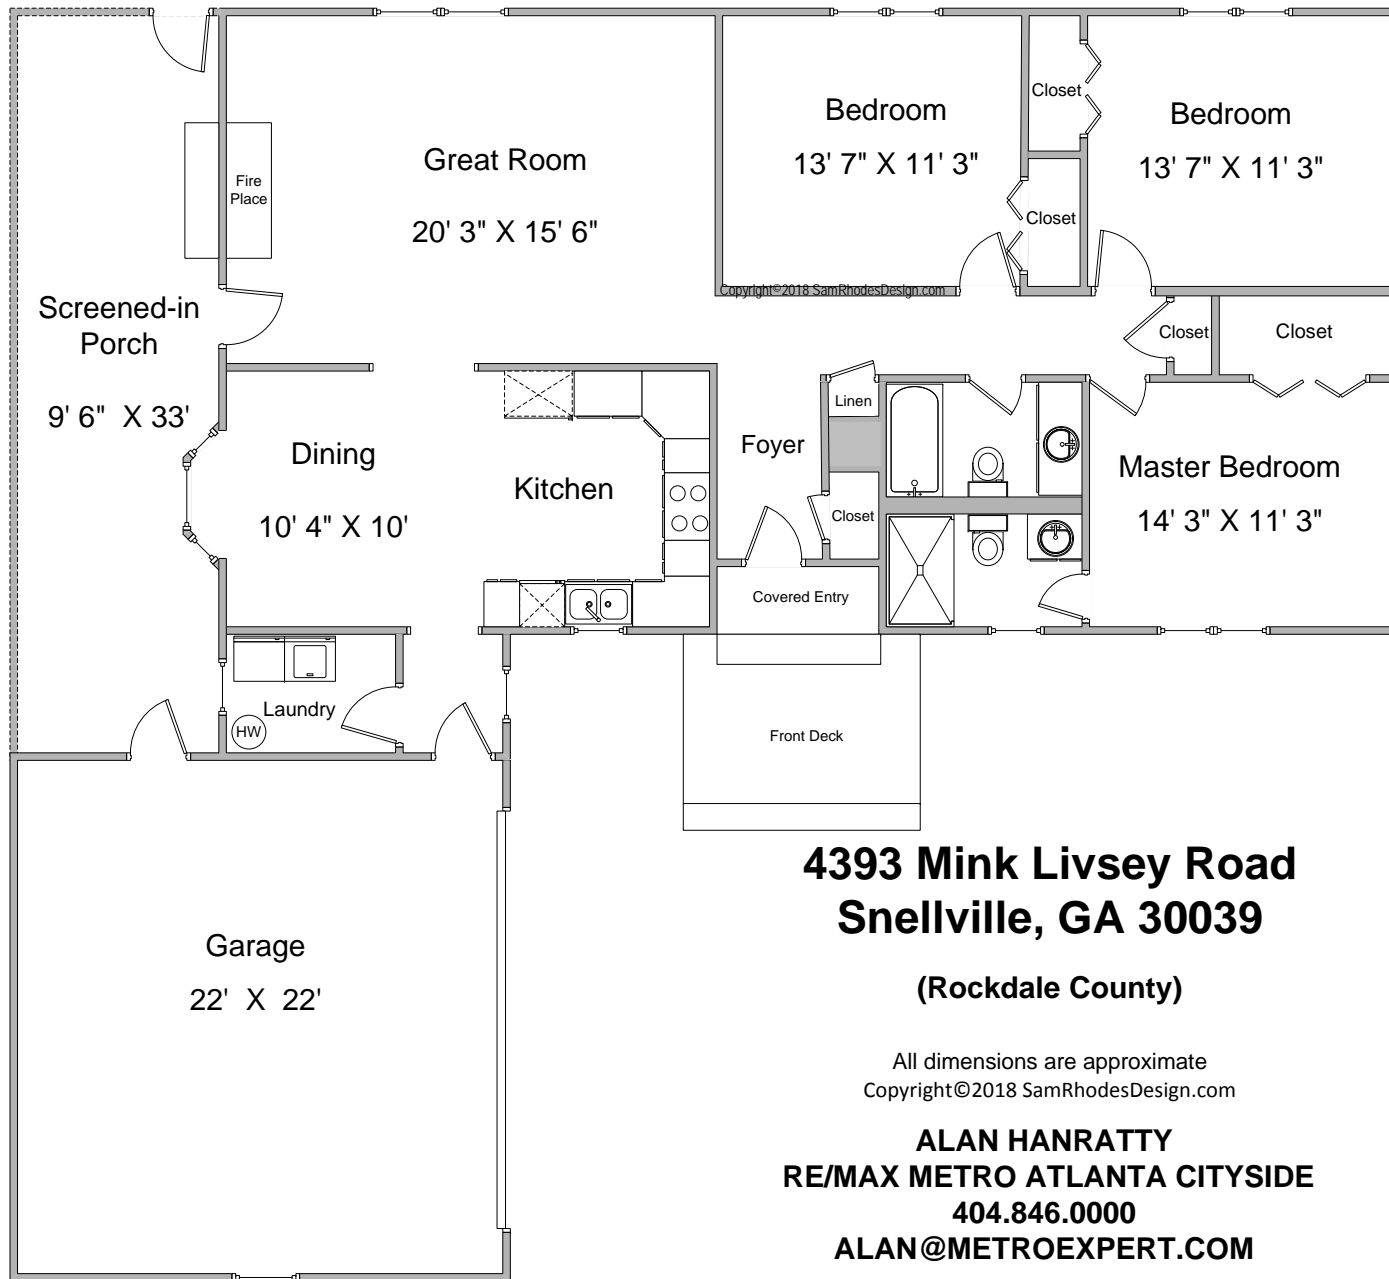 Bedroom
13' 7" X 11' 3"
Closet
Bedroom
13' 7" X 11' 3"
Great Room
20' 3" X 15' 6"
Fire
Place
Closet
Copyright©2018 SamRhodesDesign.com
Screened-in
Porch
9' 6"  X 33'
Closet
Closet
Linen
Foyer
Dining
10' 4" X 10'
Kitchen
Master Bedroom
14' 3" X 11' 3"
Closet
Covered Entry
Laundry
HW
Front Deck
Garage
22'  X  22'
4393 Mink Livsey Road
Snellville, GA 30039
(Rockdale County)
All dimensions are approximate
Copyright©2018 SamRhodesDesign.com
ALAN HANRATTY
RE/MAX METRO ATLANTA CITYSIDE
404.846.0000
ALAN@METROEXPERT.COM